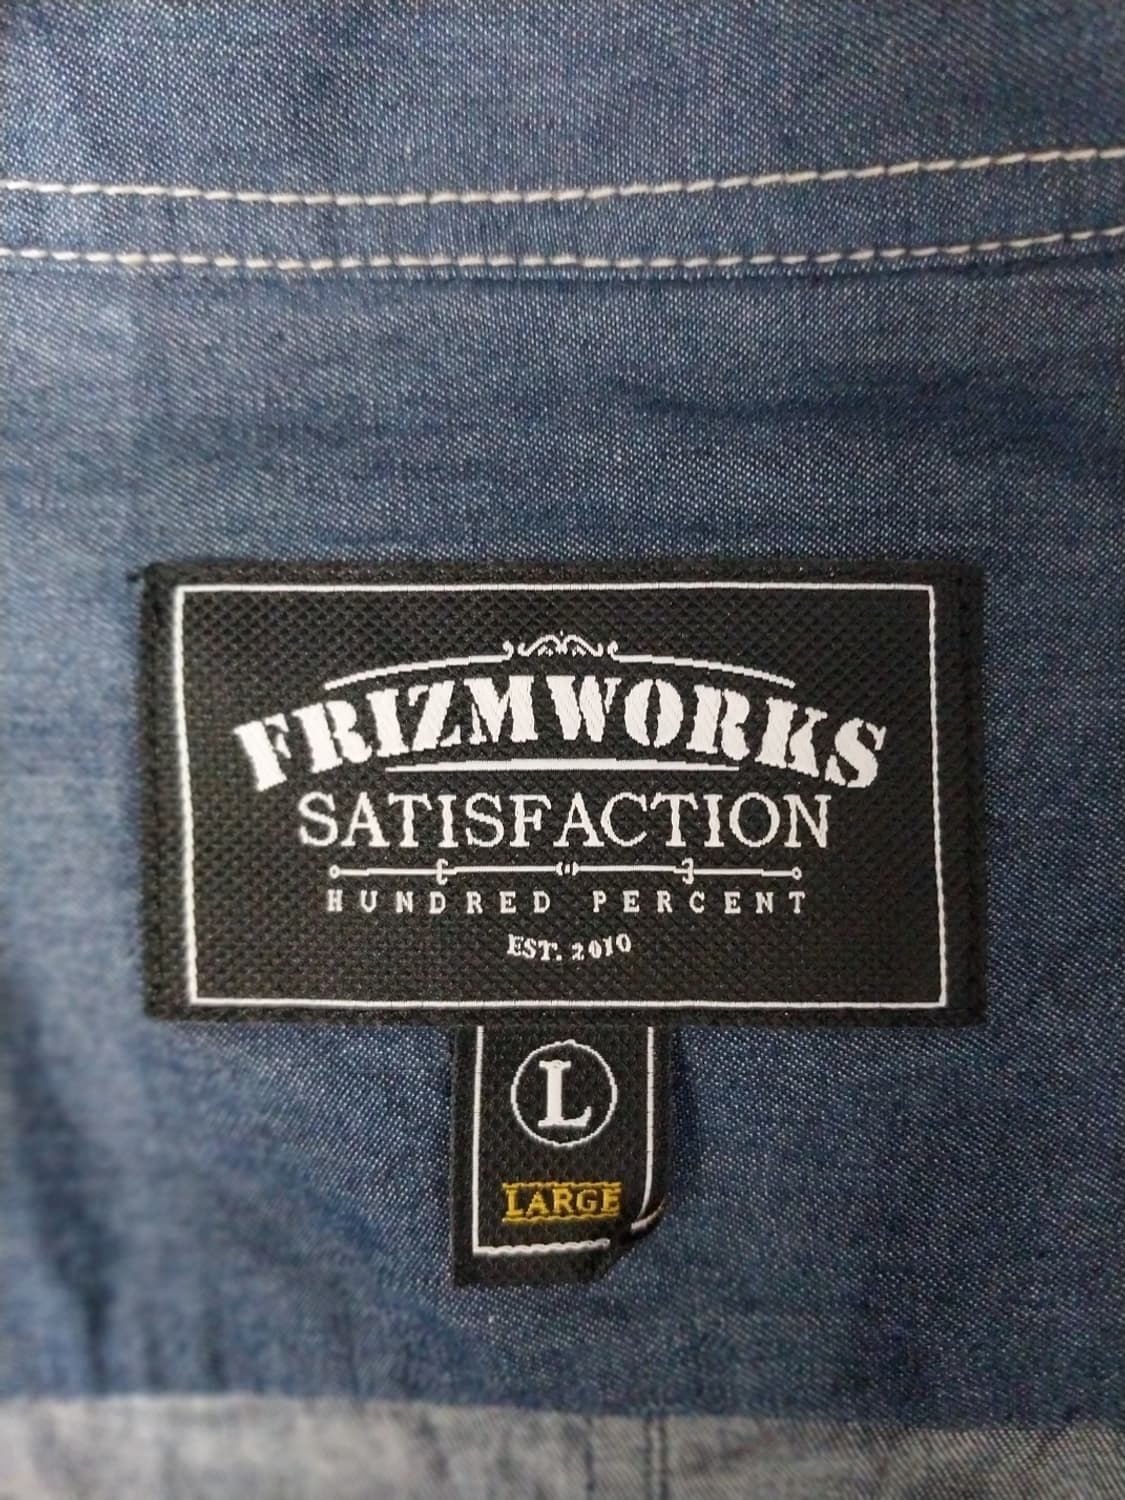 FRIZMWORKS
SATISFACTION
HUNDRED PERCENT
EST. 2010
L
LARGE